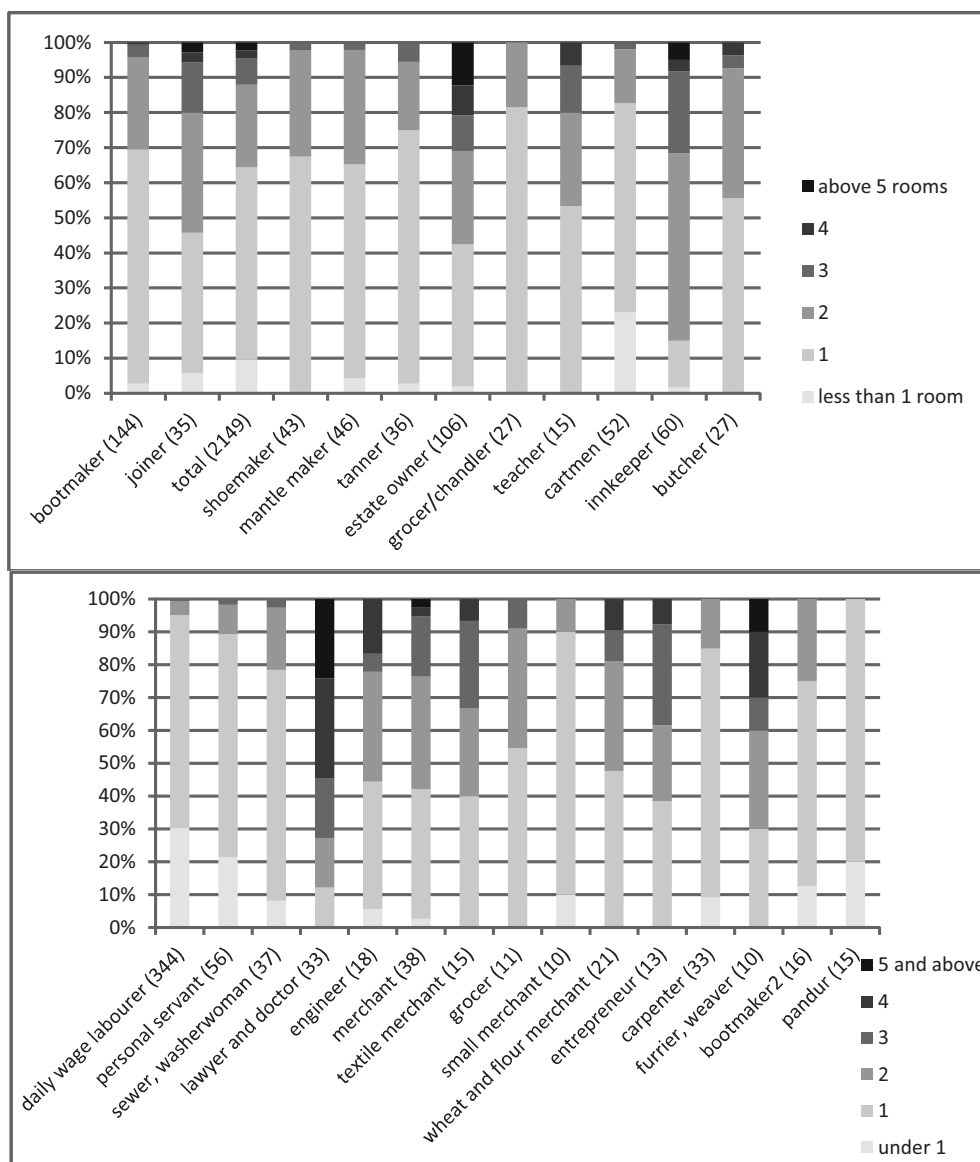 100%
90%
80%
70%
60%
50%
40%
30%
20%
10%
0%
bootmaker (144)
joiner (35)
total (2149)
shoemaker (43)
mantle maker (46)
tanner (36)
estate owner (106)
grocer/chandler (27)
teacher (15)
cartmen (52)
innkeeper (60)
butcher (27)
above 5 rooms
4
3
2
1
less than 1 room
100%
90%
80%
70%
60%
50%
40%
30%
20%
10%
0%
daily wage labourer (344)
personal servant (56)
sewer, washerwoman (37)
lawyer and doctor (33)
engineer (18)
merchant (38)
textile merchant (15)
grocer (11)
small merchant (10)
wheat and flour merchant (21)
entrepreneur (13)
carpenter (33)
furrier, weaver (10)
bootmaker2 (16)
pandur (15)
5 and above
4
3
2
1
under 1